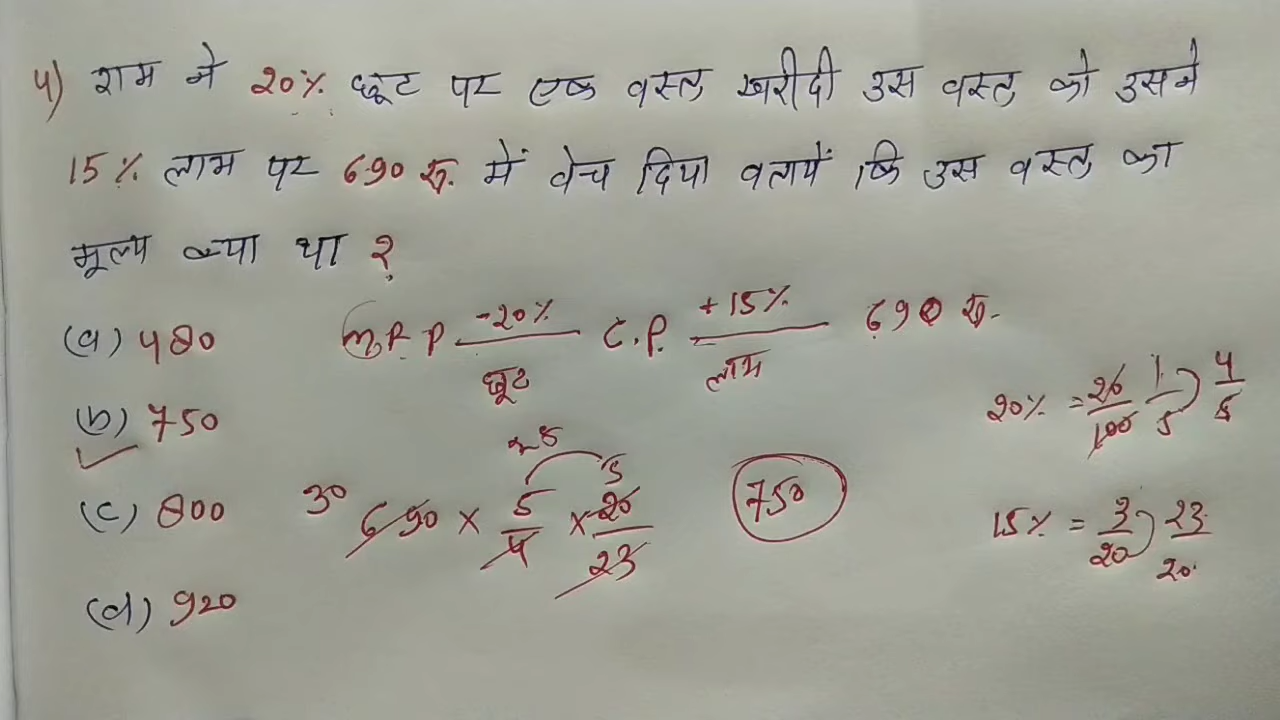 4) राम ने 20% छूट पर एक वस्तु खरीदी उस वस्तु को उसने
15% लाभ पर 690 रु. में बेच दिया बतायें कि उस वस्तु का
मूल्य क्या था ?
(a) 480
M.R.P -20% छूट C.P. +15% लाभ 690 रु.
20% = 20/100 1/5 4/5
(b) 750
25
(c) 800
30 690 × 5/4 × 20/23 5
750
15% = 3/20 23/20
(d) 920